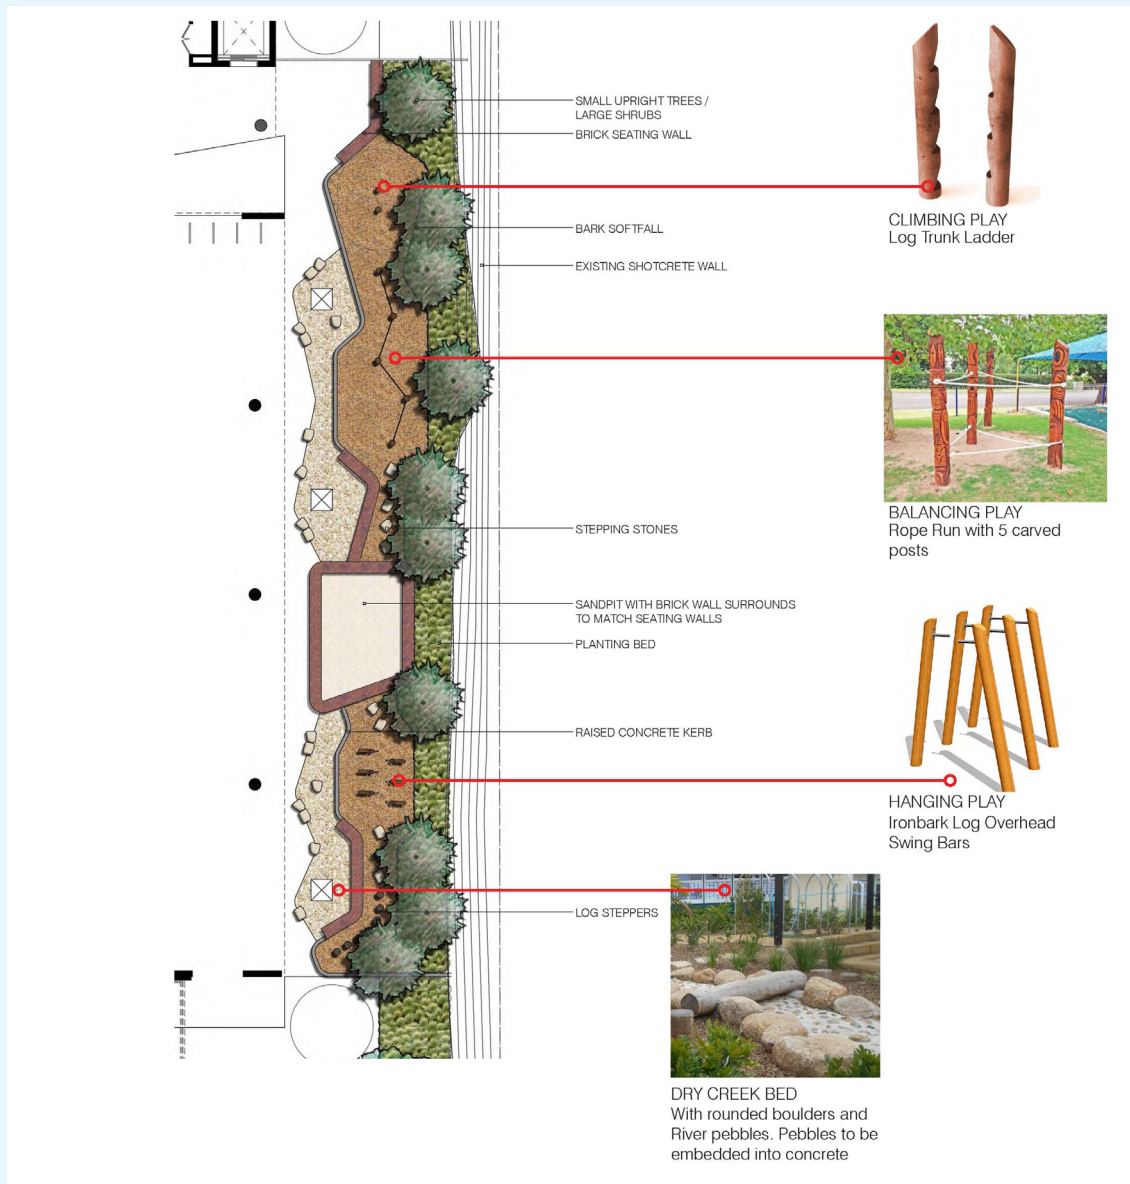 SMALL UPRIGHT TREES /
LARGE SHRUBS
BRICK SEATING WALL
BARK SOFTFALL
EXISTING SHOTCRETE WALL
STEPPING STONES
SANDPIT WITH BRICK WALL SURROUNDS
TO MATCH SEATING WALLS
PLANTING BED
RAISED CONCRETE KERB
LOG STEPPERS
CLIMBING PLAY
Log Trunk Ladder
BALANCING PLAY
Rope Run with 5 carved
posts
HANGING PLAY
Ironbark Log Overhead
Swing Bars
DRY CREEK BED
With rounded boulders and
River pebbles. Pebbles to be
embedded into concrete